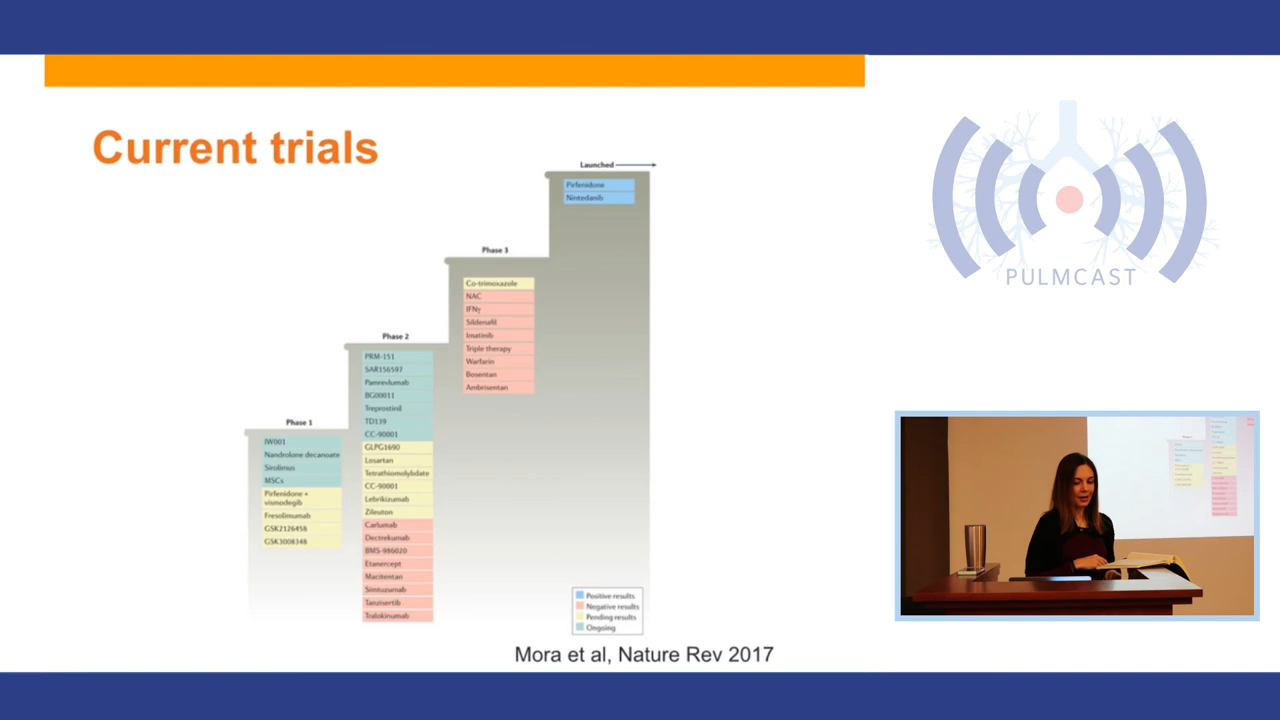 Current trials
Launched
Pirfenidone
Nintedanib
Phase 3
Co-trimoxazole
NAC
IFNγ
Sildenafil
Imatinib
Triple therapy
Warfarin
Bosentan
Ambrisentan
Phase 2
PRM-151
SAR156597
Pamrevlumab
BG00011
Treprostinil
TD139
CC-90001
GLPG1690
Losartan
Tetrathiomolybdate
CC-90001
Lebrikizumab
Zileuton
Carlumab
Dectrekumab
BMS-986020
Etanercept
Macitentan
Simtuzumab
Tanzisertib
Tralokinumab
Phase 1
IW001
Nandrolone decanoate
Sirolimus
MSCs
Pirfenidone +
vismodegib
Fresolimumab
GSK2126458
GSK3008348
Positive results
Negative results
Pending results
Ongoing
Mora et al, Nature Rev 2017
PULMCAST